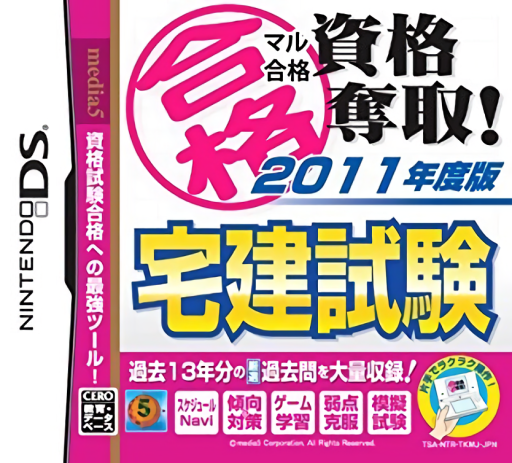 NINTENDO DS
media5
資格試験合格への最強ツール!
CERO
教育・データベース
合格
マル合格
資格
奪取!
2011年度版
宅建試験
過去13年分の厳選過去問を大量収録!
5
スケジュールNavi
傾向と対策
ゲーム学習
弱点克服
模擬試験
片手でラクラク操作!
©media5 Corporation. All Rights Reserved.
TSA-NTR-TKMJ-JPN